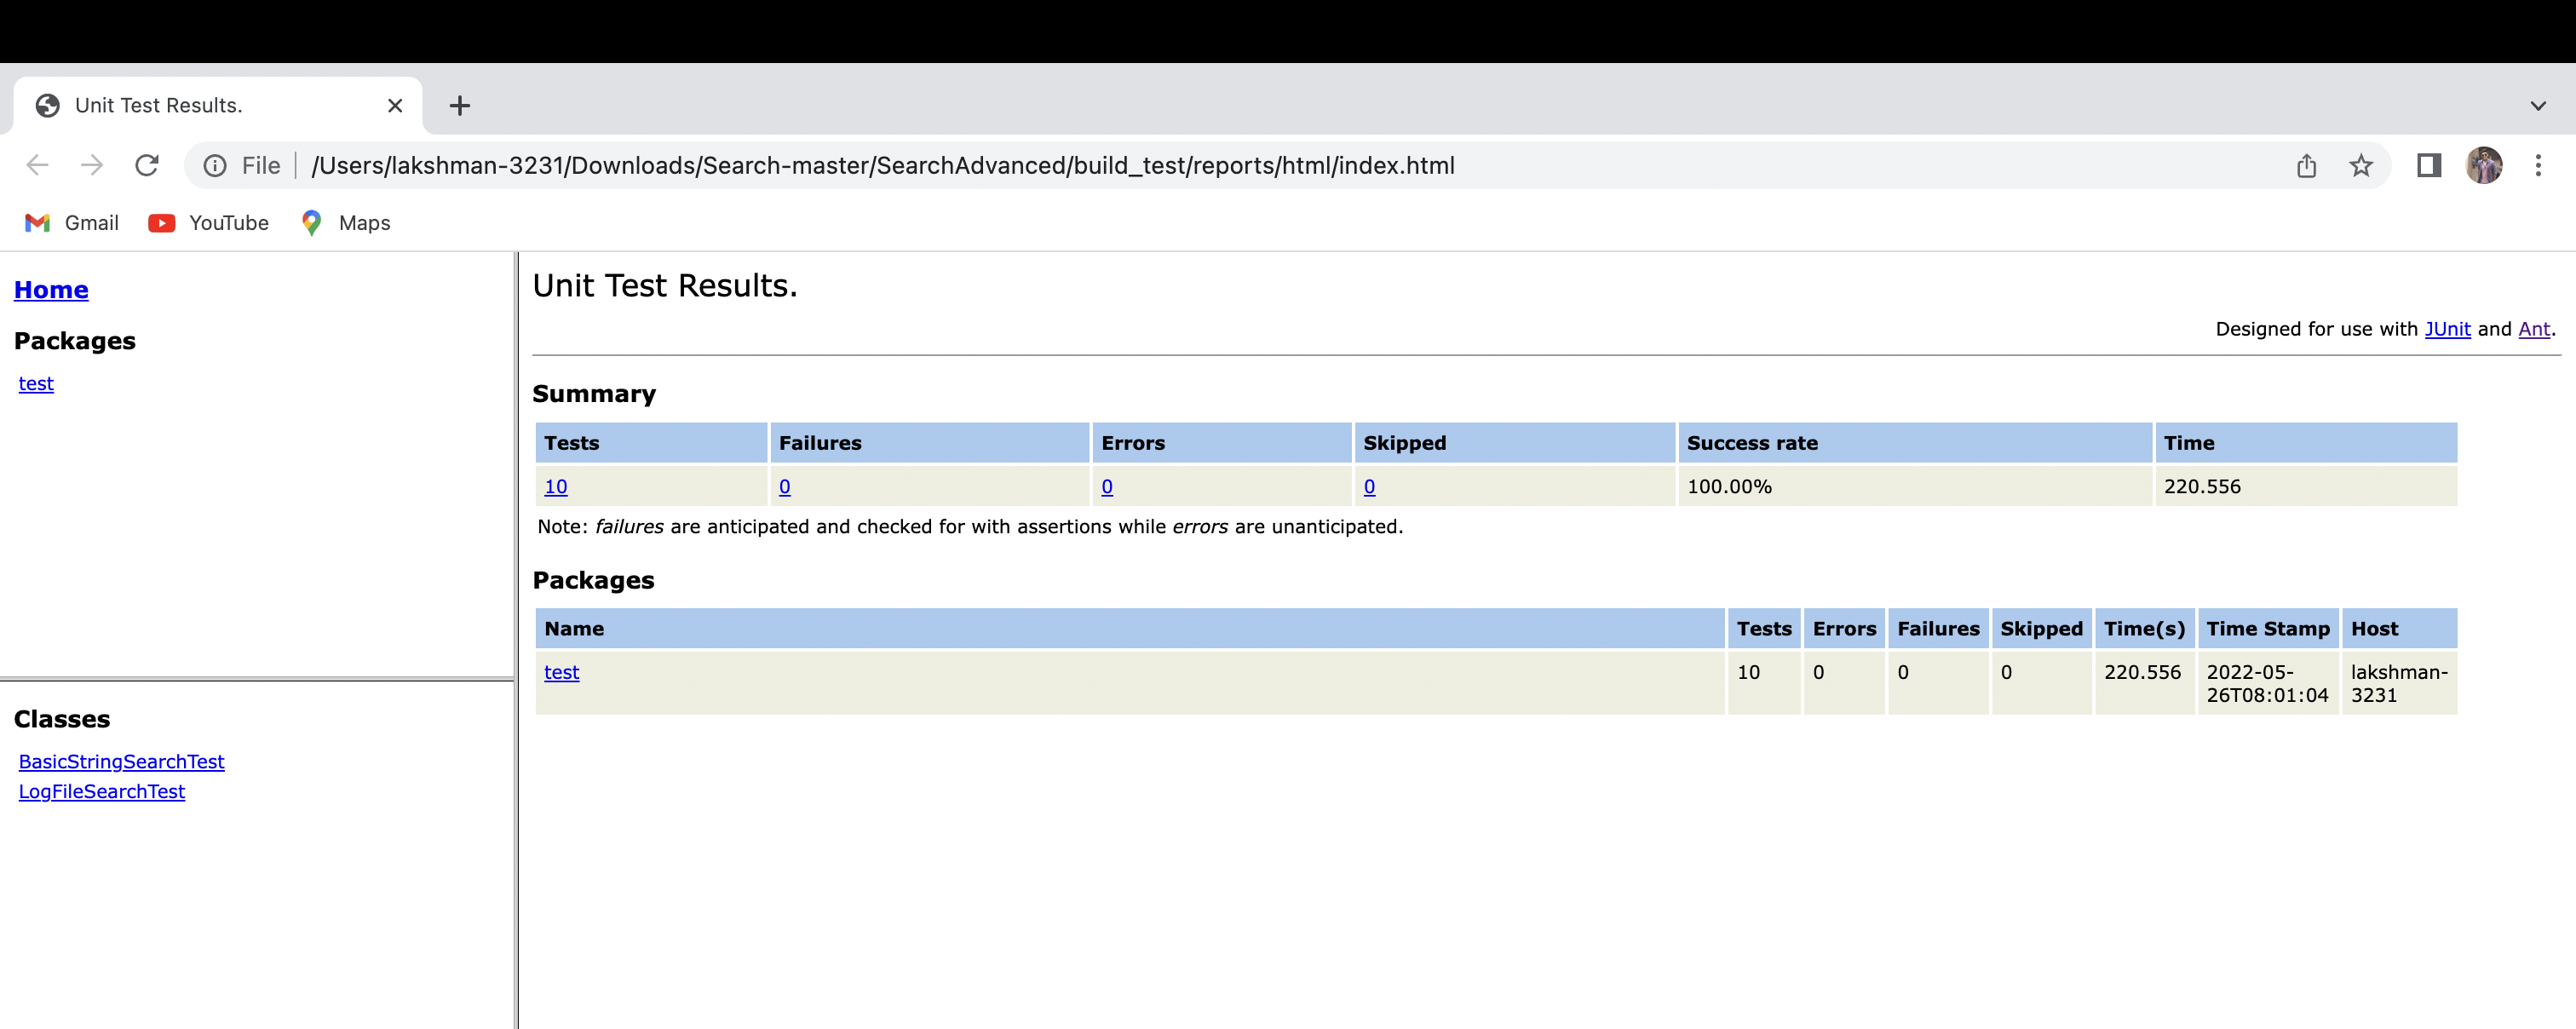 Unit Test Results.
File /Users/lakshman-3231/Downloads/Search-master/SearchAdvanced/build_test/reports/html/index.html
Gmail YouTube Maps
Home
Packages
test
Classes
BasicStringSearchTest
LogFileSearchTest
Unit Test Results.
Designed for use with JUnit and Ant.
Summary
Tests Failures Errors Skipped Success rate Time
10 0 0 0 100.00% 220.556
Note: failures are anticipated and checked for with assertions while errors are unanticipated.
Packages
Name Tests Errors Failures Skipped Time(s) Time Stamp Host
test 10 0 0 0 220.556 2022-05-26T08:01:04 lakshman-3231